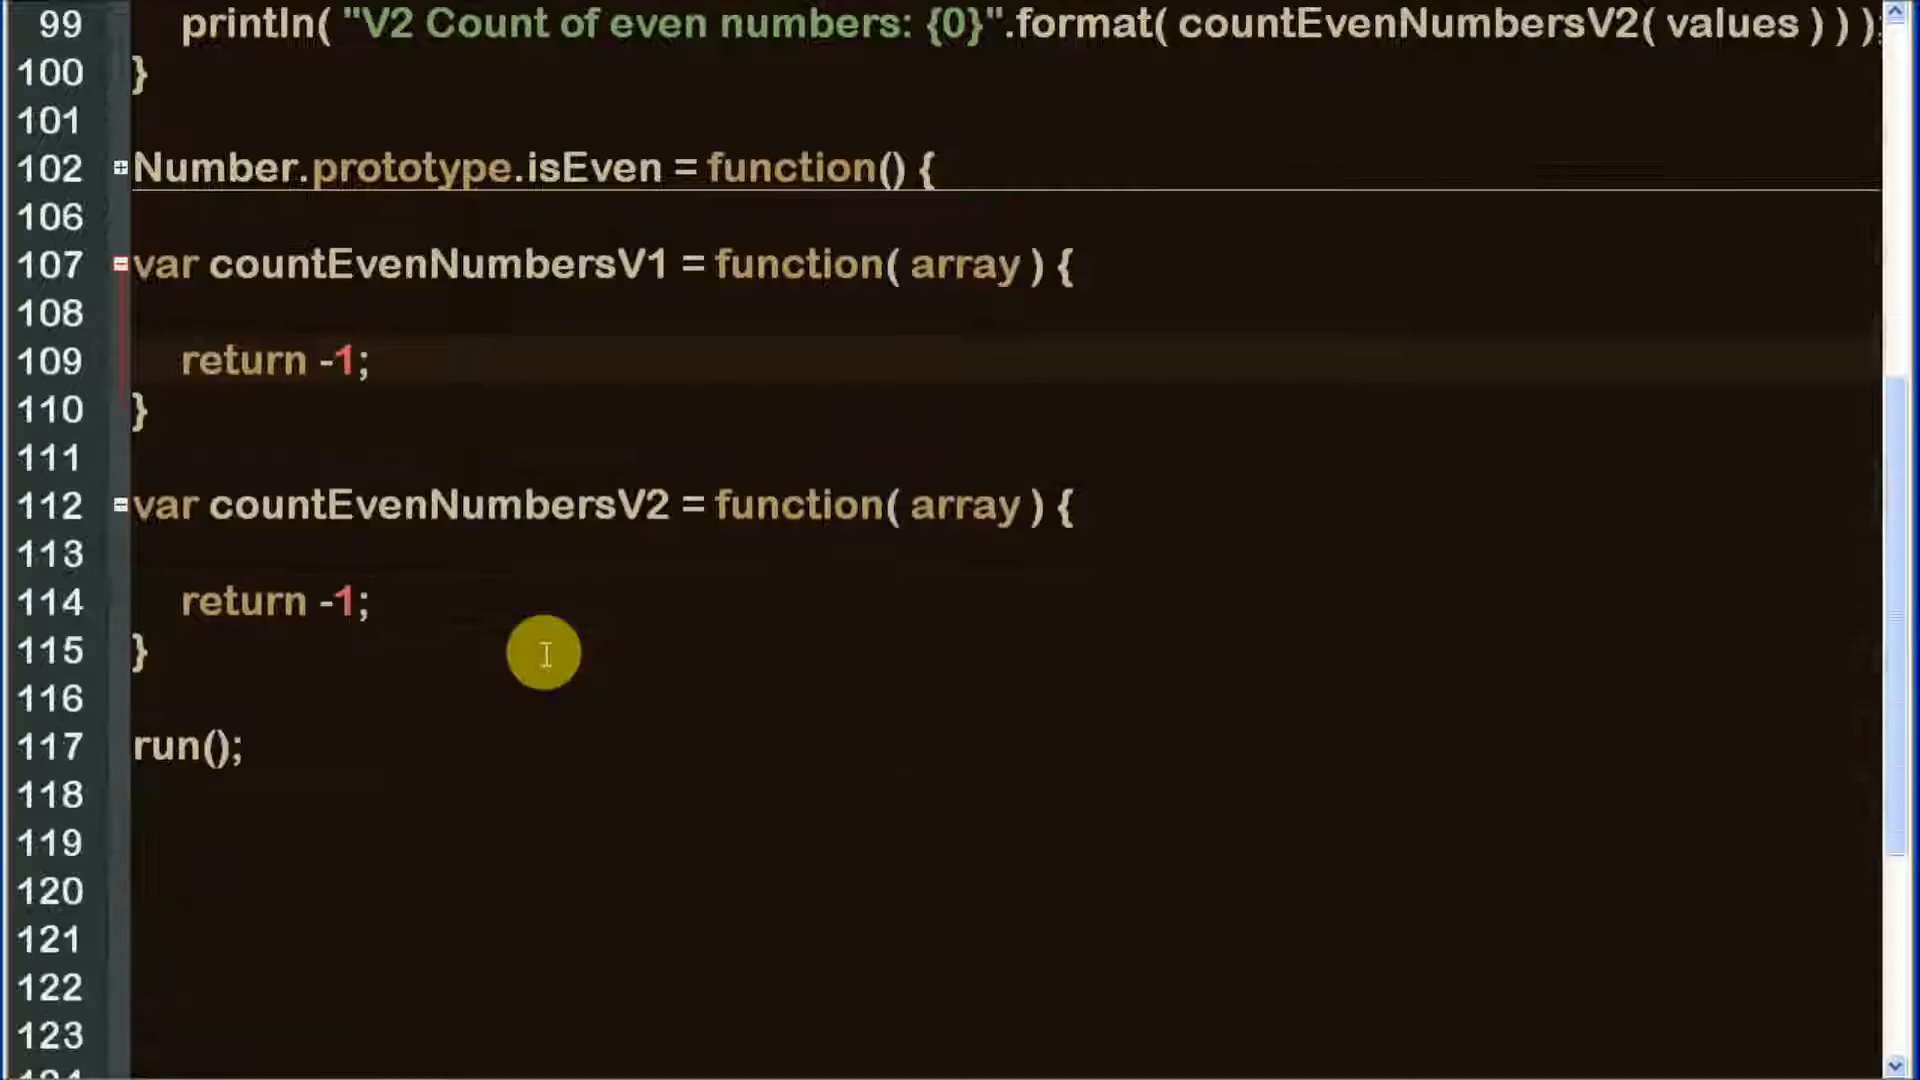 99 println( "V2 Count of even numbers: {0}".format( countEvenNumbersV2( values ) ) );
100 }
101
102 Number.prototype.isEven = function() {
106
107 var countEvenNumbersV1 = function( array ) {
108
109 return -1;
110 }
111
112 var countEvenNumbersV2 = function( array ) {
113
114 return -1;
115 }
116
117 run();
118
119
120
121
122
123